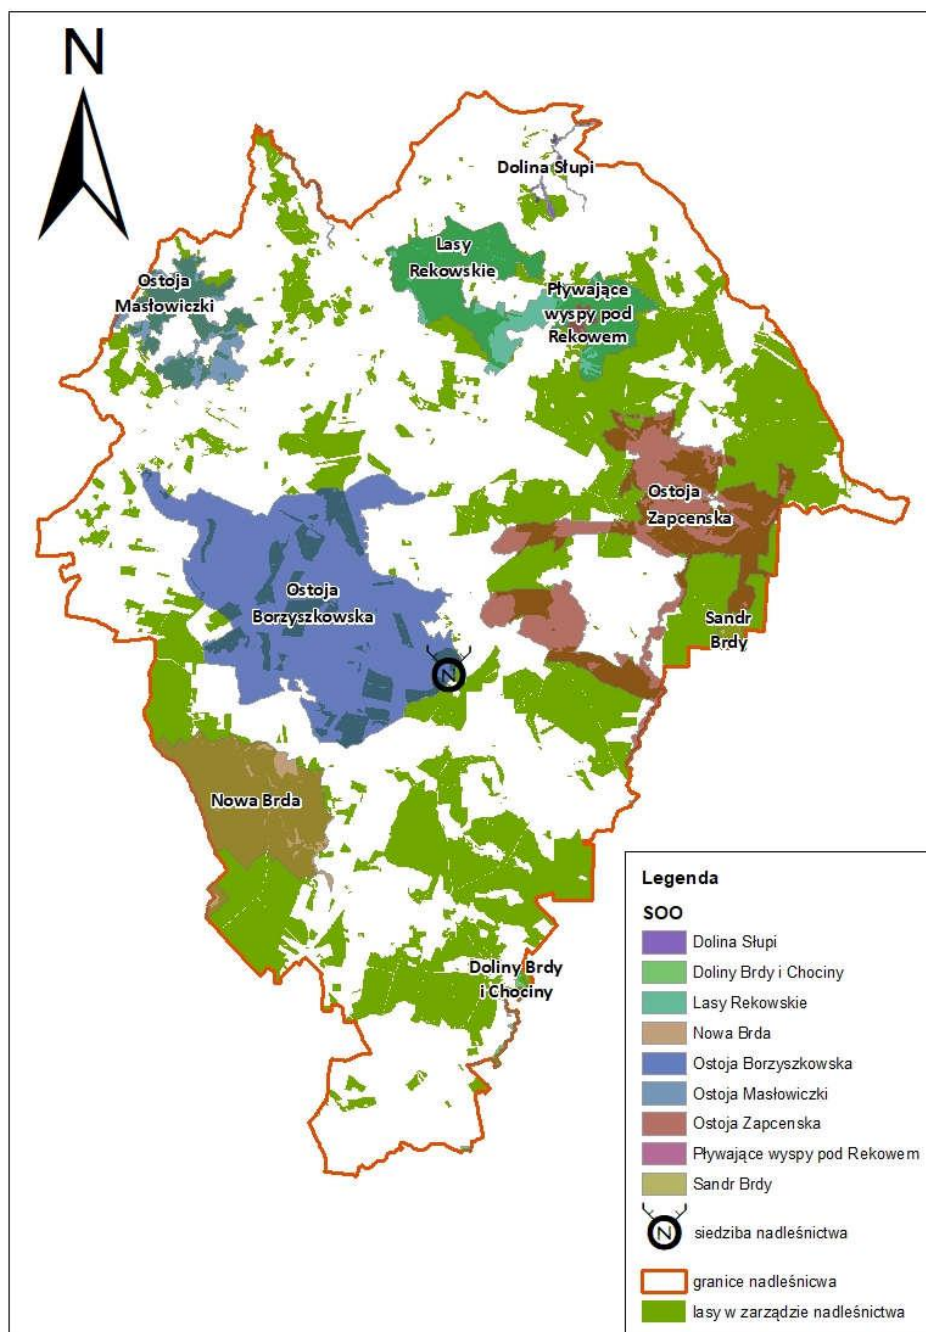 N
Dolina Słupi
Lasy
Rekowskie
Ostoja
Masłowiczki
Pływające
wyspy pod
Rekowem
Ostoja
Zapcenska
Ostoja
Borzyszkowska
Sandr
Brdy
N
Nowa Brda
Doliny Brdy
i Chociny
Legenda
SOO
Dolina Słupi
Doliny Brdy i Chociny
Lasy Rekowskie
Nowa Brda
Ostoja Borzyszkowska
Ostoja Masłowiczki
Ostoja Zapcenska
Pływające wyspy pod Rekowem
Sandr Brdy
N
siedziba nadleśnictwa
granice nadleśnicwa
lasy w zarządzie nadleśnictwa